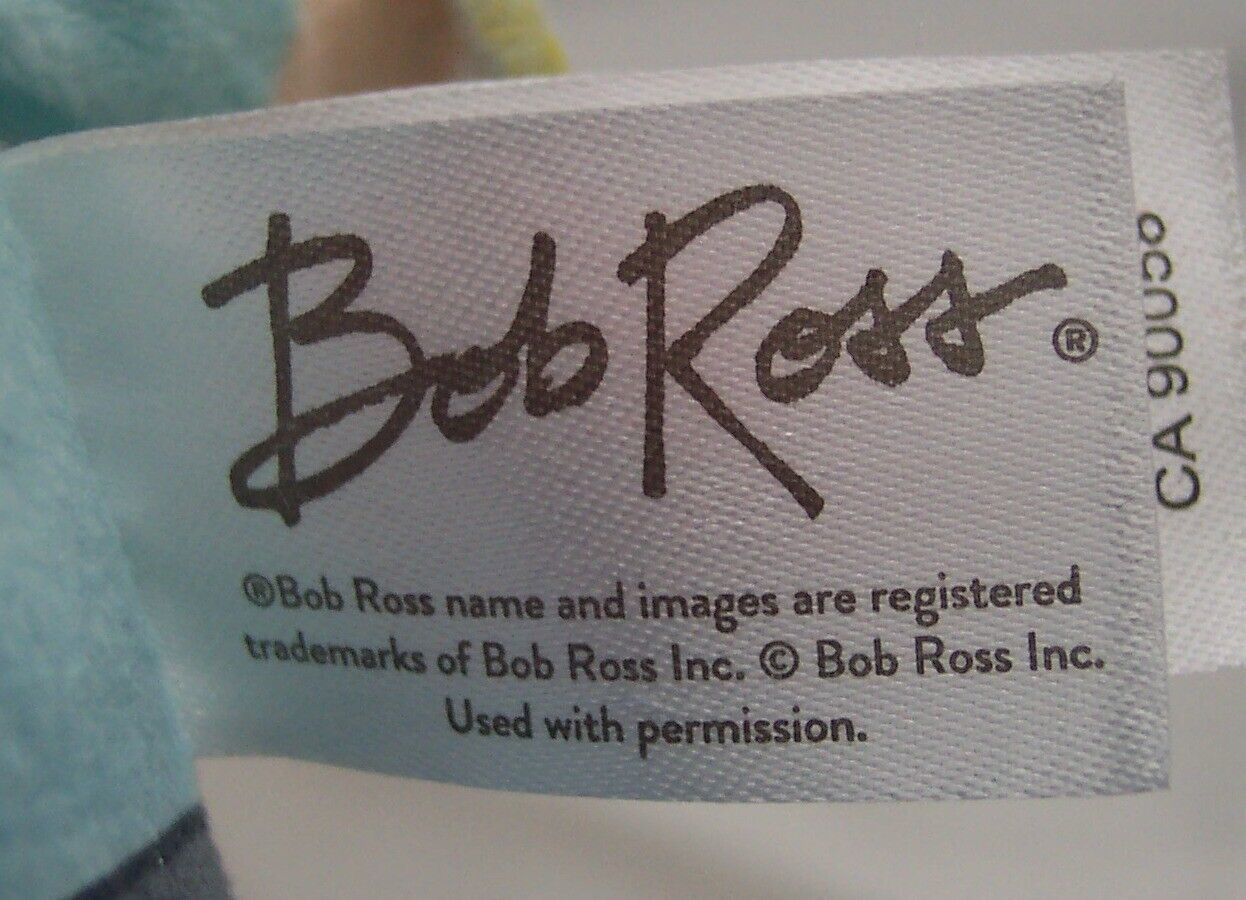 Bob Ross ®
®Bob Ross name and images are registered
trademarks of Bob Ross Inc. © Bob Ross Inc.
Used with permission.
CA